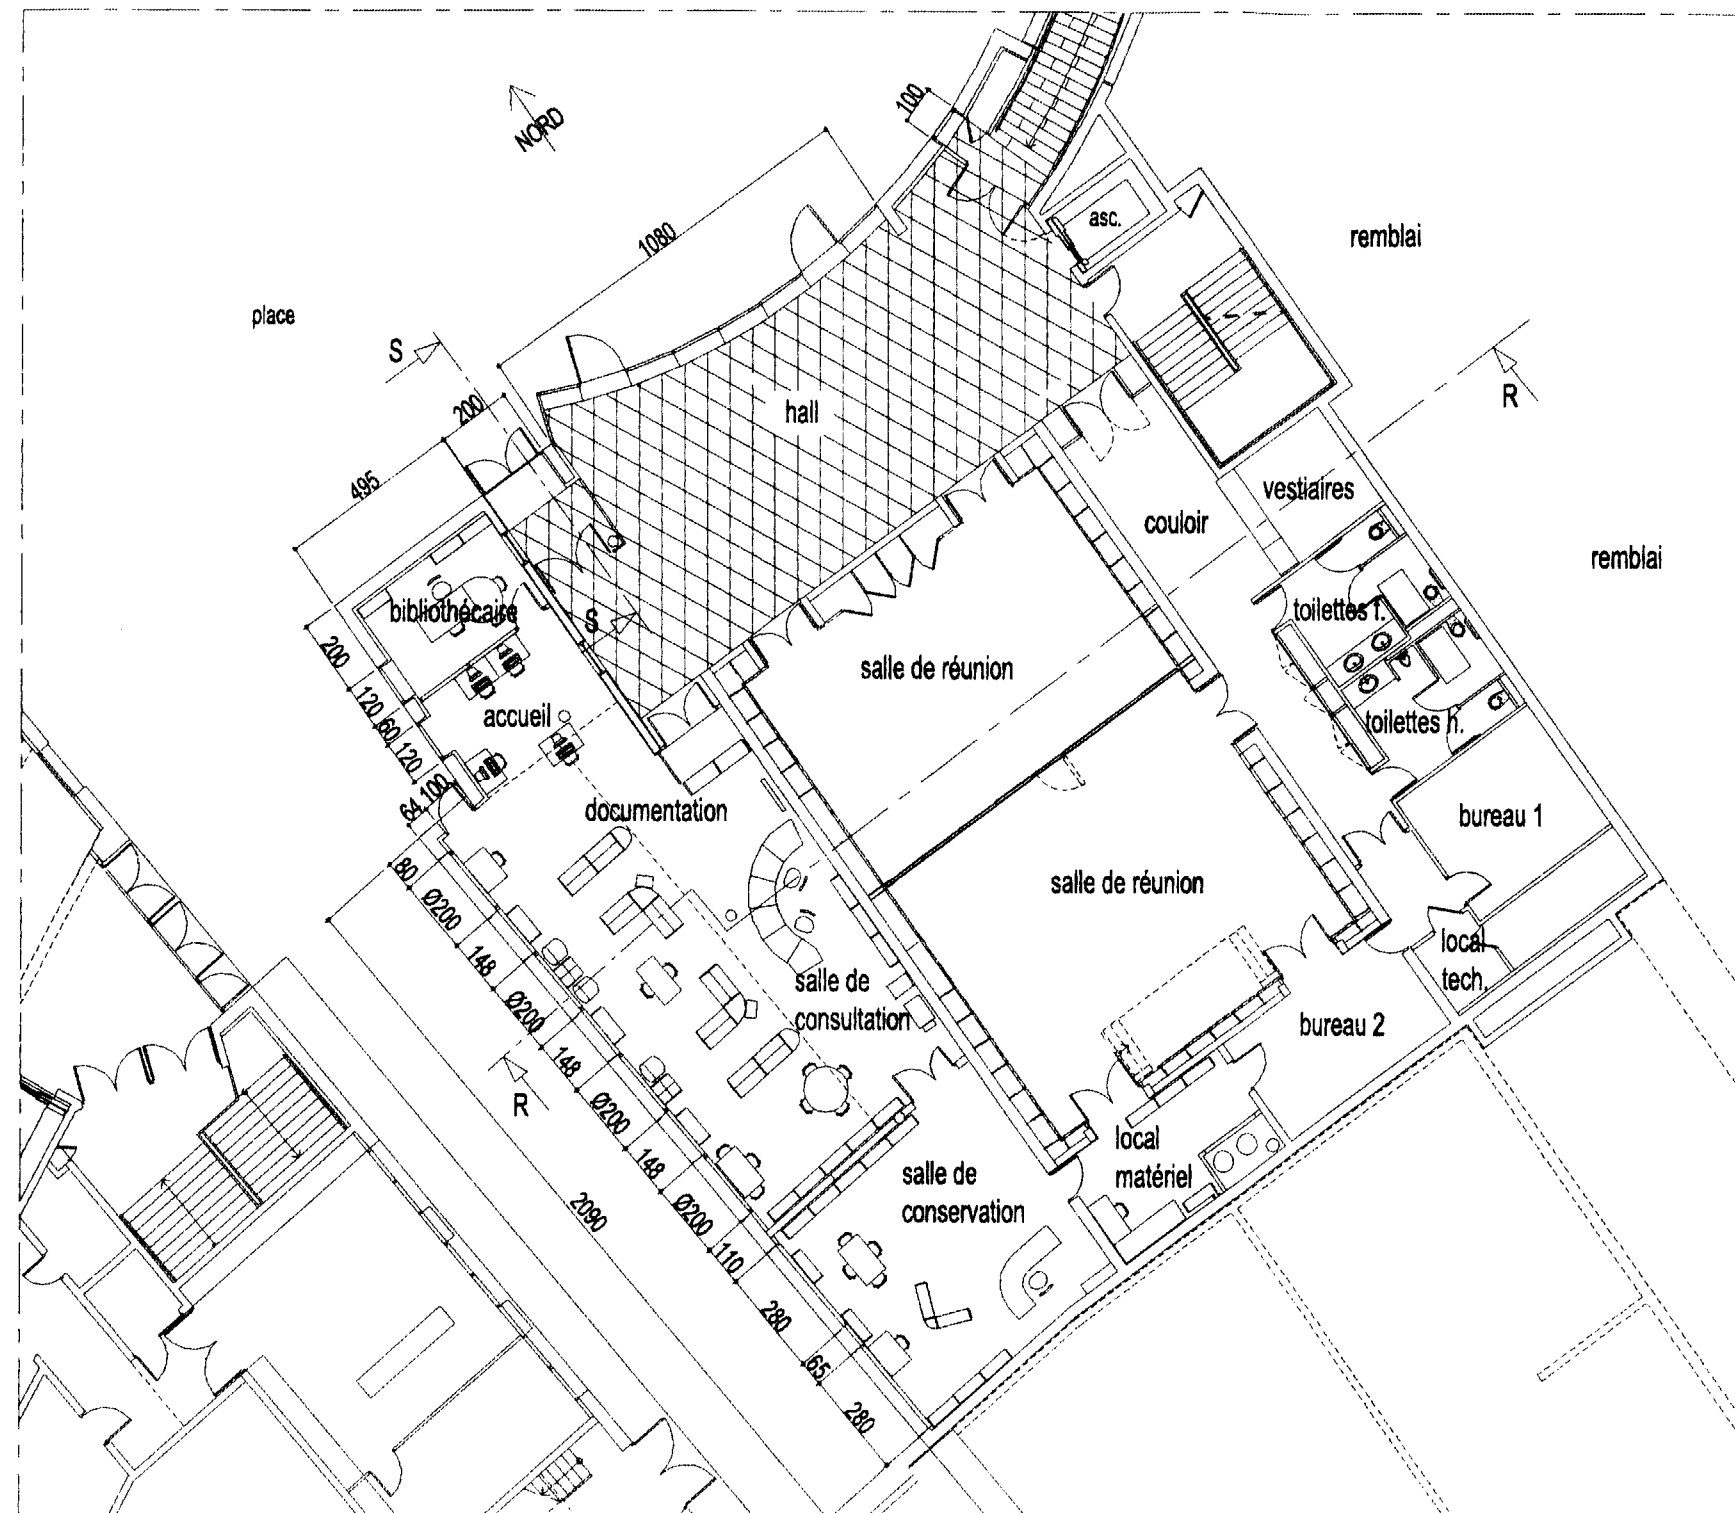 100
NORD
1080
asc.
remblai
place
S
R
200
hall
495
vestiaires
couloir
remblai
bibliothécaire
S
toilettes f.
200
salle de réunion
120
accueil
60
toilettes h.
120
64,100
documentation
bureau 1
80
salle de réunion
Ø200
local
tech.
148
salle de
consultation
Ø200
bureau 2
148
R
Ø200
local
matériel
148
salle de
conservation
2090
Ø200
110
280
65
280